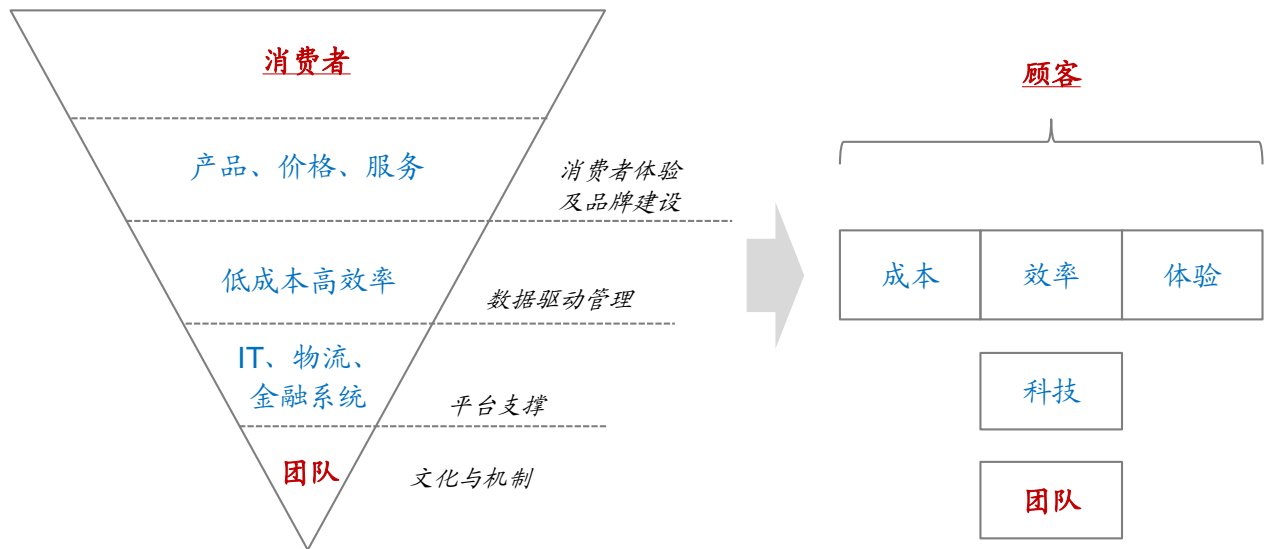 消费者
产品、价格、服务
消费者体验
及品牌建设
低成本高效率
数据驱动管理
IT、物流、
金融系统
平台支撑
团队
文化与机制
顾客
成本
效率
体验
科技
团队